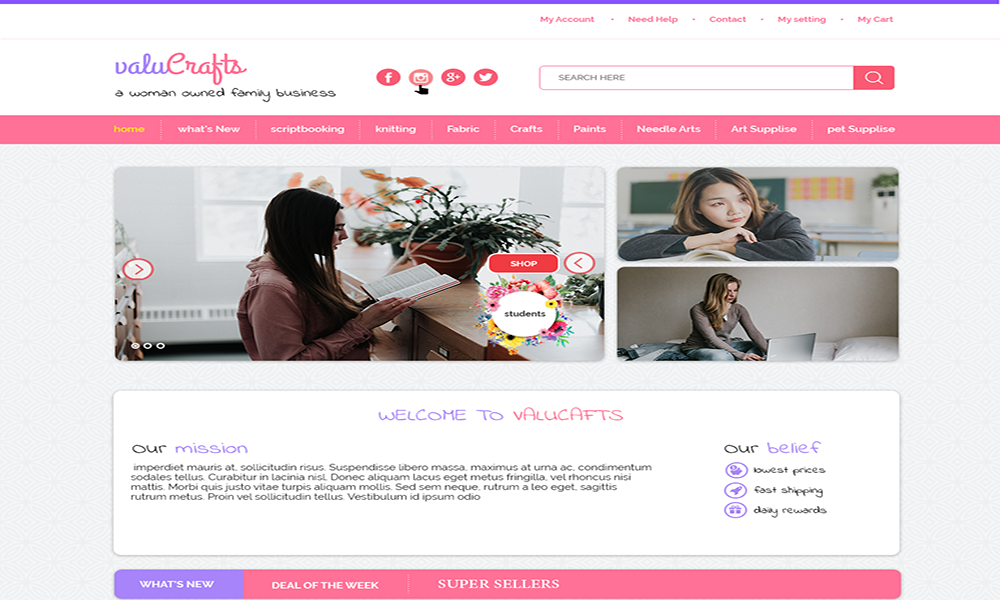 My Account • Need Help • Contact • My setting • My Cart
valuCrafts
a woman owned family business
f g+
SEARCH HERE
home what's New scriptbooking knitting Fabric Crafts Paints Needle Arts Art Supplise pet Supplise
SHOP
students
WELCOME TO VALUCAFTS
our mission
imperdiet mauris at, sollicitudin risus. Suspendisse libero massa, maximus at urna ac, condimentum
sodales tellus. Curabitur in lacinia nisl. Donec aliquam lacus eget metus fringilla, vel rhoncus nisi
mattis. Morbi quis justo vitae turpis aliquam mollis. Sed sem neque, rutrum a leo eget, sagittis
rutrum metus. Proin vel sollicitudin tellus. Vestibulum id ipsum odio
our belief
lowest prices
fast shipping
daily rewards
WHAT'S NEW DEAL OF THE WEEK SUPER SELLERS